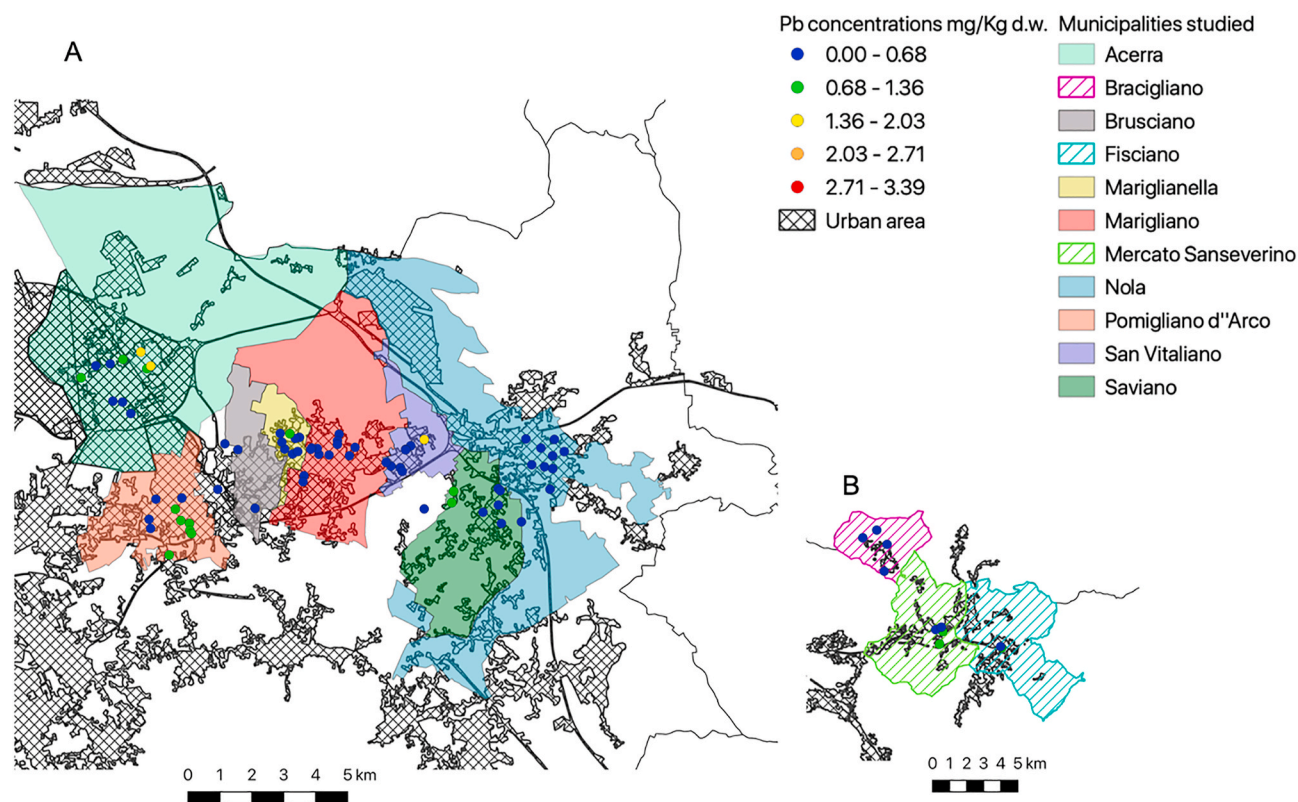 A
Pb concentrations mg/Kg d.w.
0.00 - 0.68
0.68 - 1.36
1.36 - 2.03
2.03 - 2.71
2.71 - 3.39
Urban area
Municipalities studied
Acerra
Bracigliano
Brusciano
Fisciano
Mariglianella
Marigliano
Mercato Sanseverino
Nola
Pomigliano d"Arco
San Vitaliano
Saviano
B
0 1 2 3 4 5 km
0 1 2 3 4 5 km